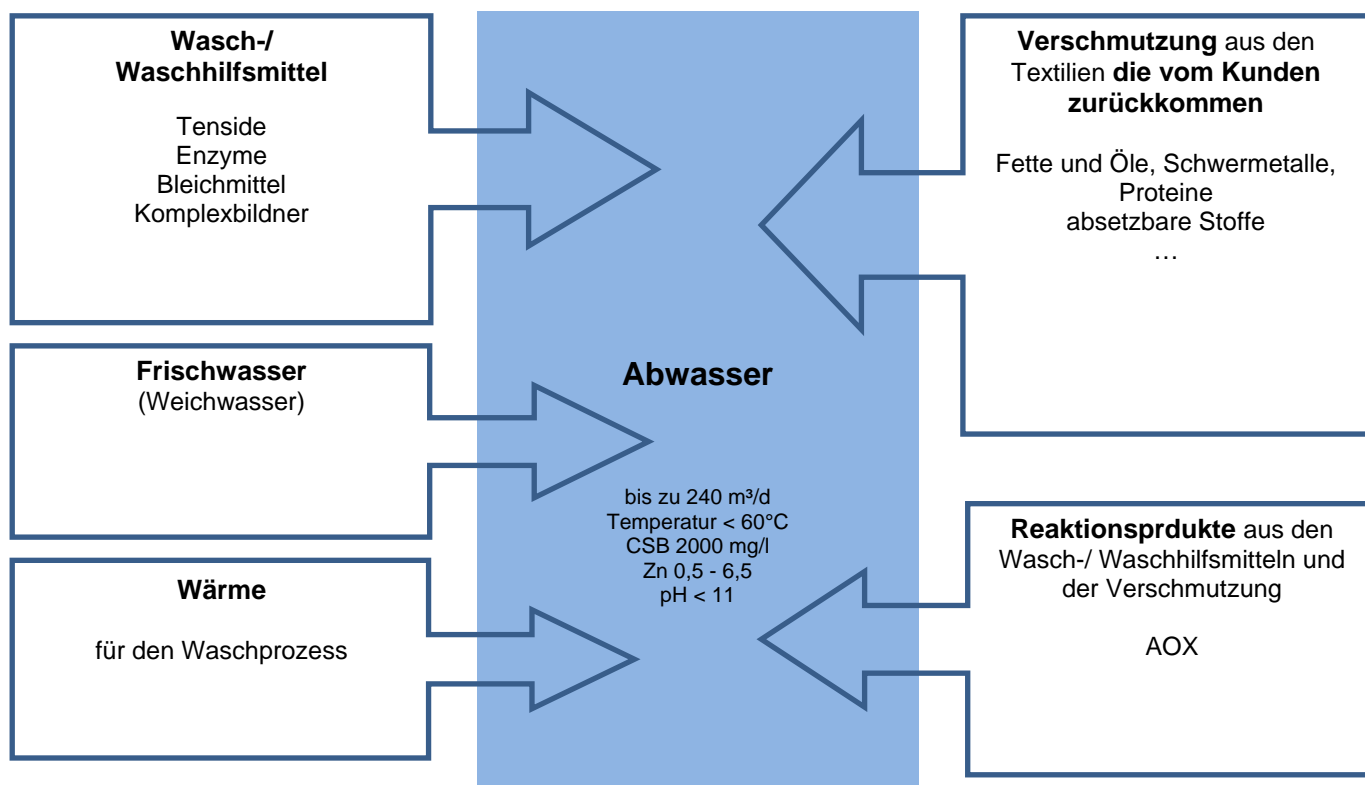 Wasch-/
Waschhilfsmittel
Tenside
Enzyme
Bleichmittel
Komplexbildner
Frischwasser
(Weichwasser)
Wärme
für den Waschprozess
Abwasser
bis zu 240 m³/d
Temperatur < 60°C
CSB 2000 mg/l
Zn 0,5 - 6,5
pH < 11
Verschmutzung aus den
Textilien die vom Kunden
zurückkommen
Fette und Öle, Schwermetalle,
Proteine
absetzbare Stoffe
…
Reaktionsprdukte aus den
Wasch-/ Waschhilfsmitteln und
der Verschmutzung
AOX